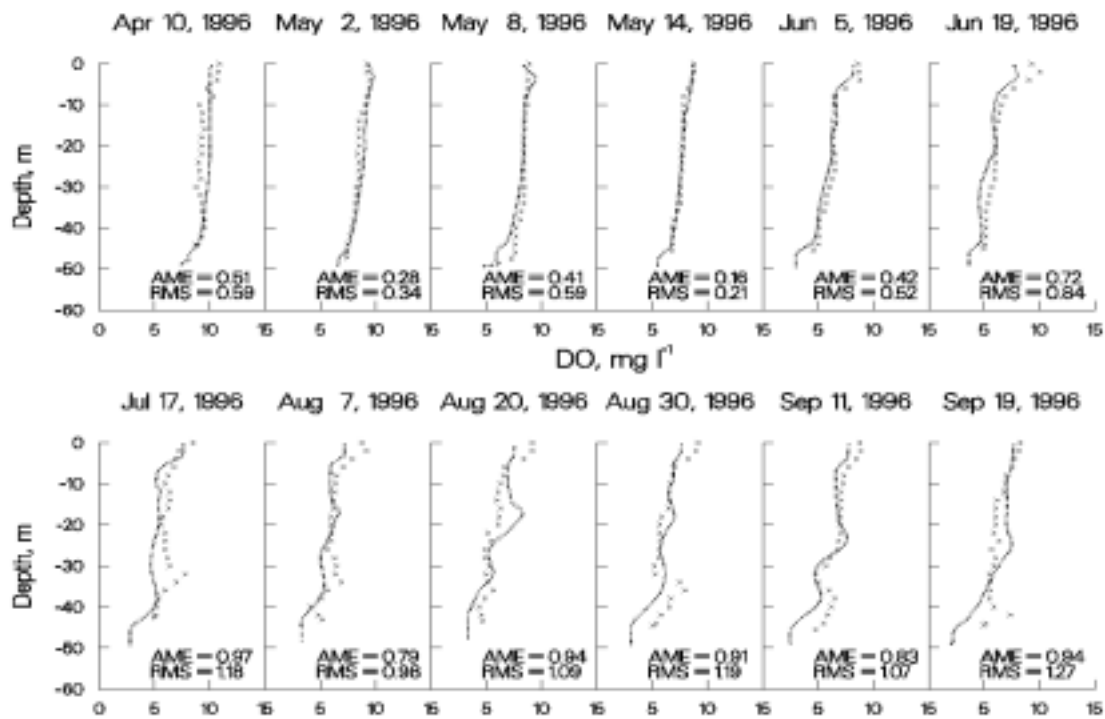 Apr 10, 1996 May 2, 1996 May 8, 1996 May 14, 1996 Jun 5, 1996 Jun 19, 1996
0
-10
-20
-30
-40
-50
-60
Depth, m
AME = 0.51 AME = 0.28 AME = 0.41 AME = 0.16 AME = 0.42 AME = 0.72
RMS = 0.59 RMS = 0.34 RMS = 0.59 RMS = 0.21 RMS = 0.52 RMS = 0.84
0 5 10 15 5 10 15 5 10 15 5 10 15 5 10 15 5 10 15
DO, mg l⁻¹
Jul 17, 1996 Aug 7, 1996 Aug 20, 1996 Aug 30, 1996 Sep 11, 1996 Sep 19, 1996
0
-10
-20
-30
-40
-50
-60
Depth, m
AME = 0.97 AME = 0.79 AME = 0.94 AME = 0.91 AME = 0.83 AME = 0.94
RMS = 1.18 RMS = 0.98 RMS = 1.09 RMS = 1.19 RMS = 1.07 RMS = 1.27
0 5 10 15 5 10 15 5 10 15 5 10 15 5 10 15 5 10 15